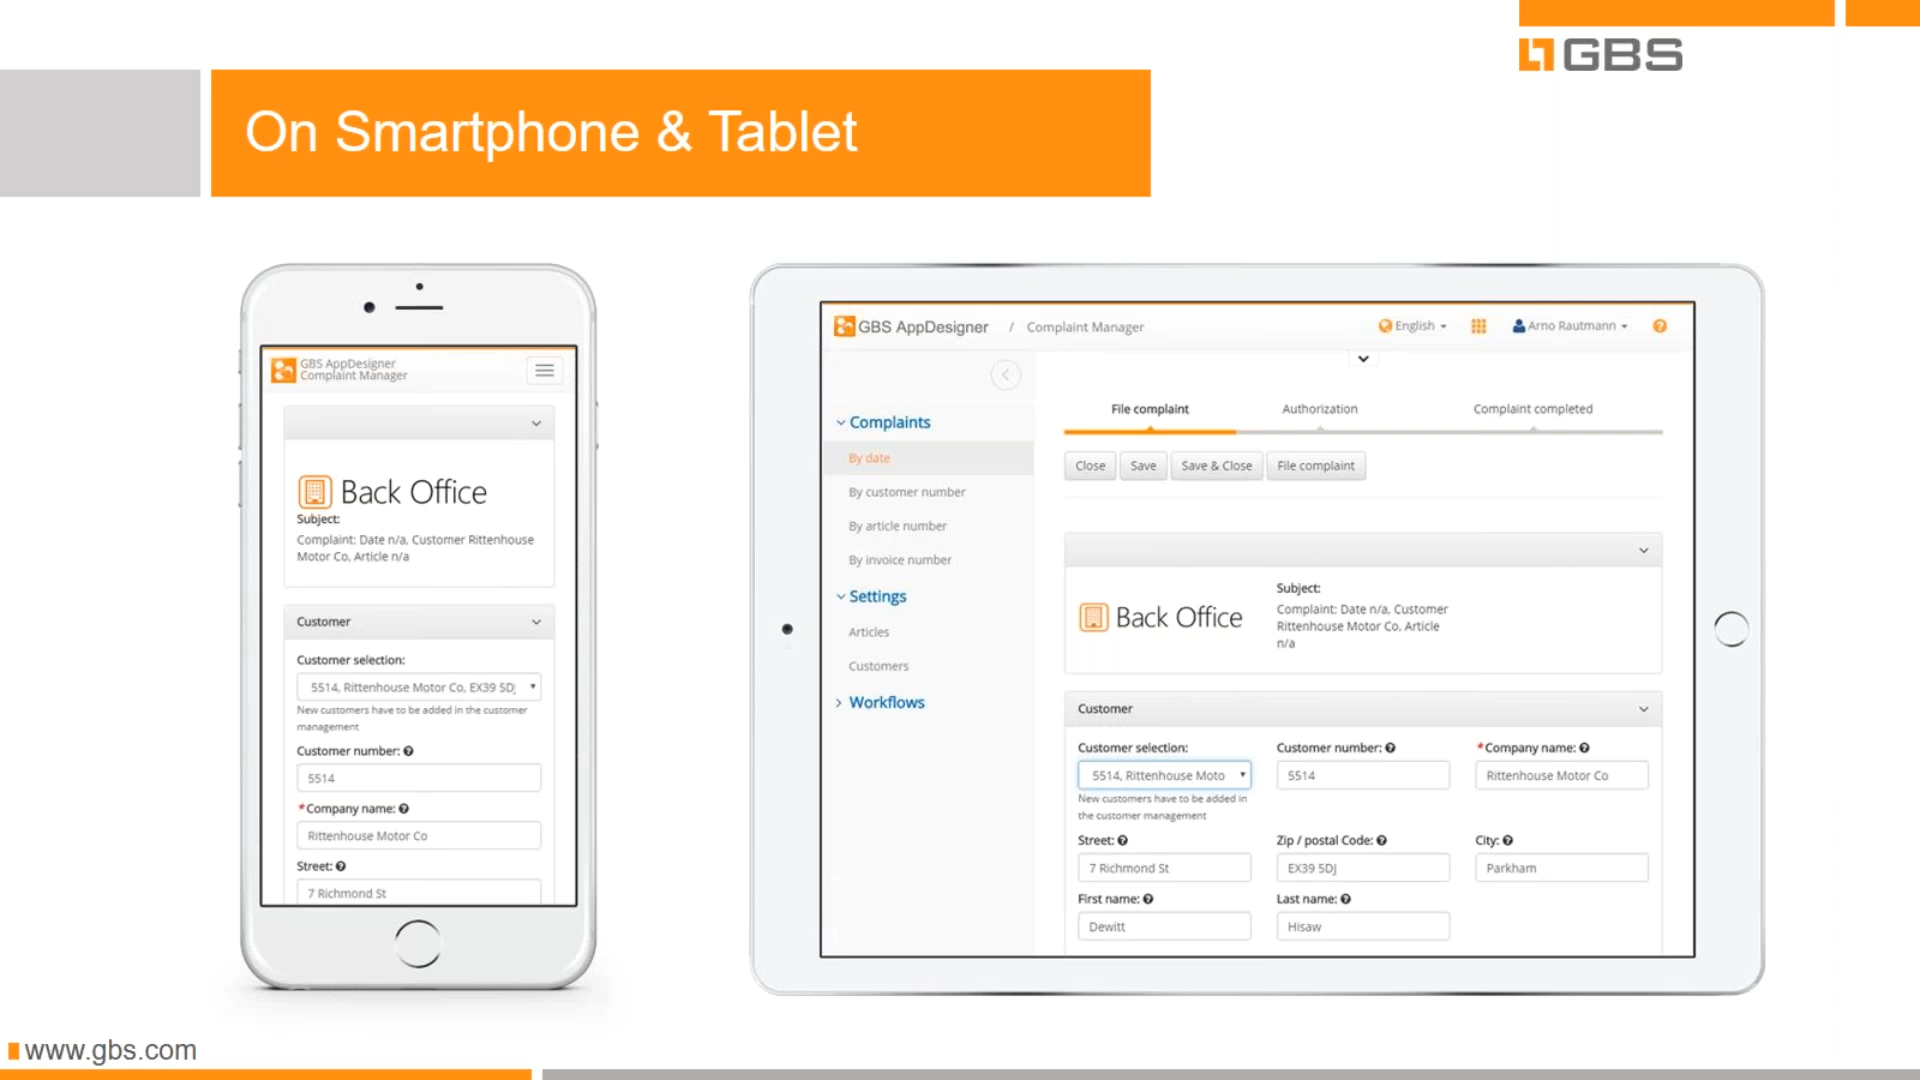 GBS
On Smartphone & Tablet
GBS AppDesigner
Complaint Manager
Back Office
Subject:
Complaint: Date n/a, Customer Rittenhouse
Motor Co, Article n/a
Customer
Customer selection:
5514, Rittenhouse Motor Co, EX39 5DJ
New customers have to be added in the customer
management
Customer number:
5514
*Company name:
Rittenhouse Motor Co
Street:
7 Richmond St
GBS AppDesigner / Complaint Manager
English
Arno Rautmann
Complaints
By date
By customer number
By article number
By invoice number
Settings
Articles
Customers
Workflows
File complaint Authorization Complaint completed
Close Save Save & Close File complaint
Back Office
Subject:
Complaint: Date n/a, Customer
Rittenhouse Motor Co, Article
n/a
Customer
Customer selection: Customer number: *Company name:
5514, Rittenhouse Moto 5514 Rittenhouse Motor Co
New customers have to be added in
the customer management
Street: Zip / postal Code: City:
7 Richmond St EX39 5DJ Parkham
First name: Last name:
Dewitt Hisaw
www.gbs.com